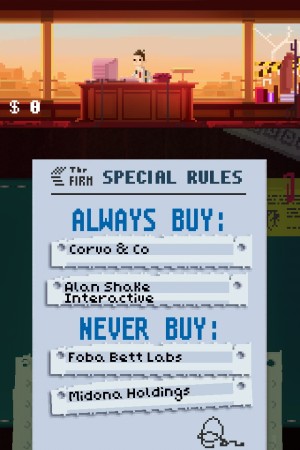 $ 0
The
FIRM
SPECIAL RULES
ALWAYS BUY:
Corvo & Co
Alan Shake
Interactive
NEVER BUY:
Foba Bett Labs
Midona Holdings